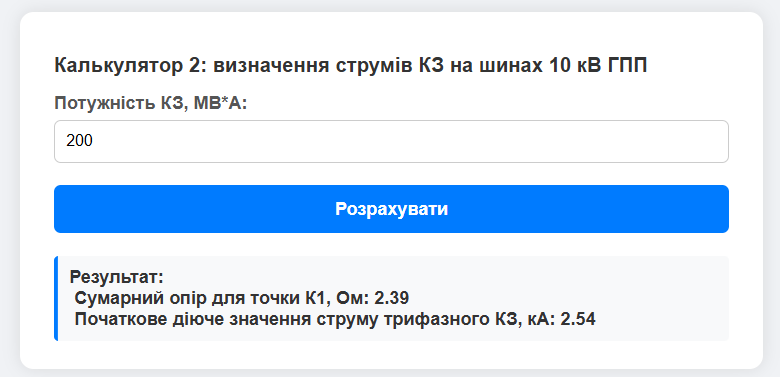 Калькулятор 2: визначення струмів КЗ на шинах 10 кВ ГПП
Потужність КЗ, МВ*А:
200
Розрахувати
Результат:
Сумарний опір для точки К1, Ом: 2.39
Початкове діюче значення струму трифазного КЗ, кА: 2.54